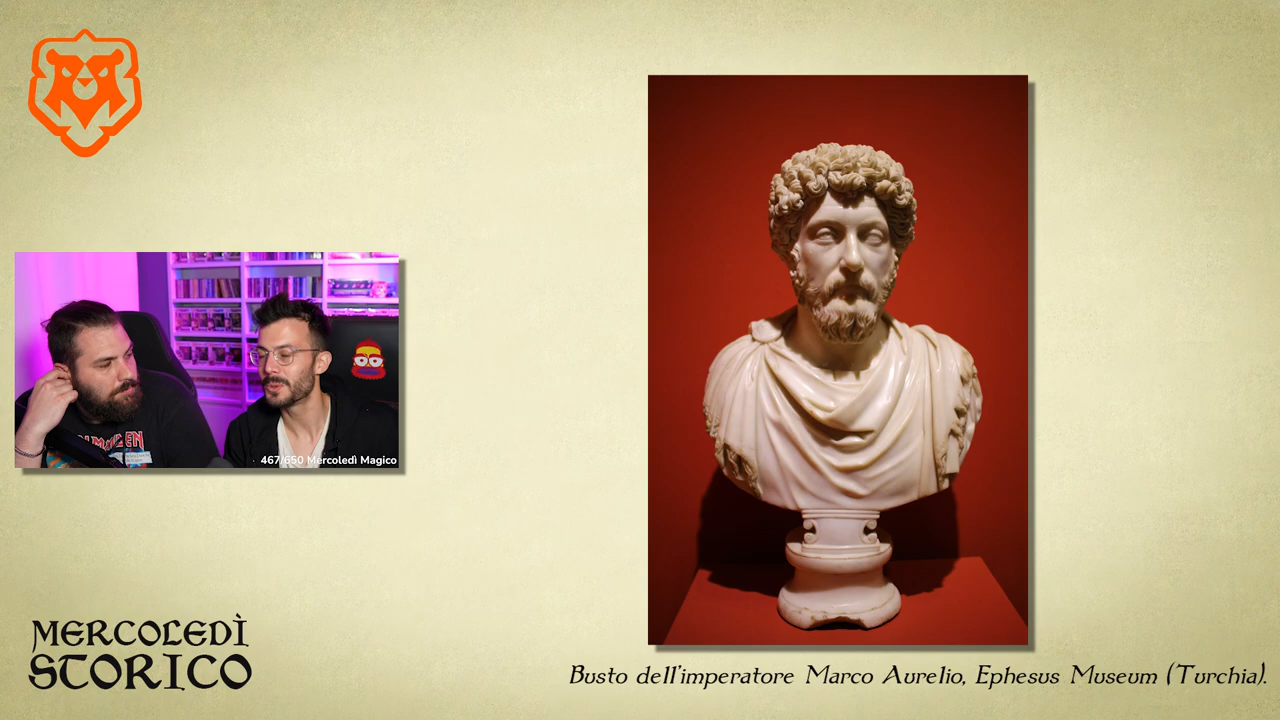 467/650 Mercoledì Magico
MERCOLEDÌ
STORICO
Busto dell'imperatore Marco Aurelio, Ephesus Museum (Turchia).